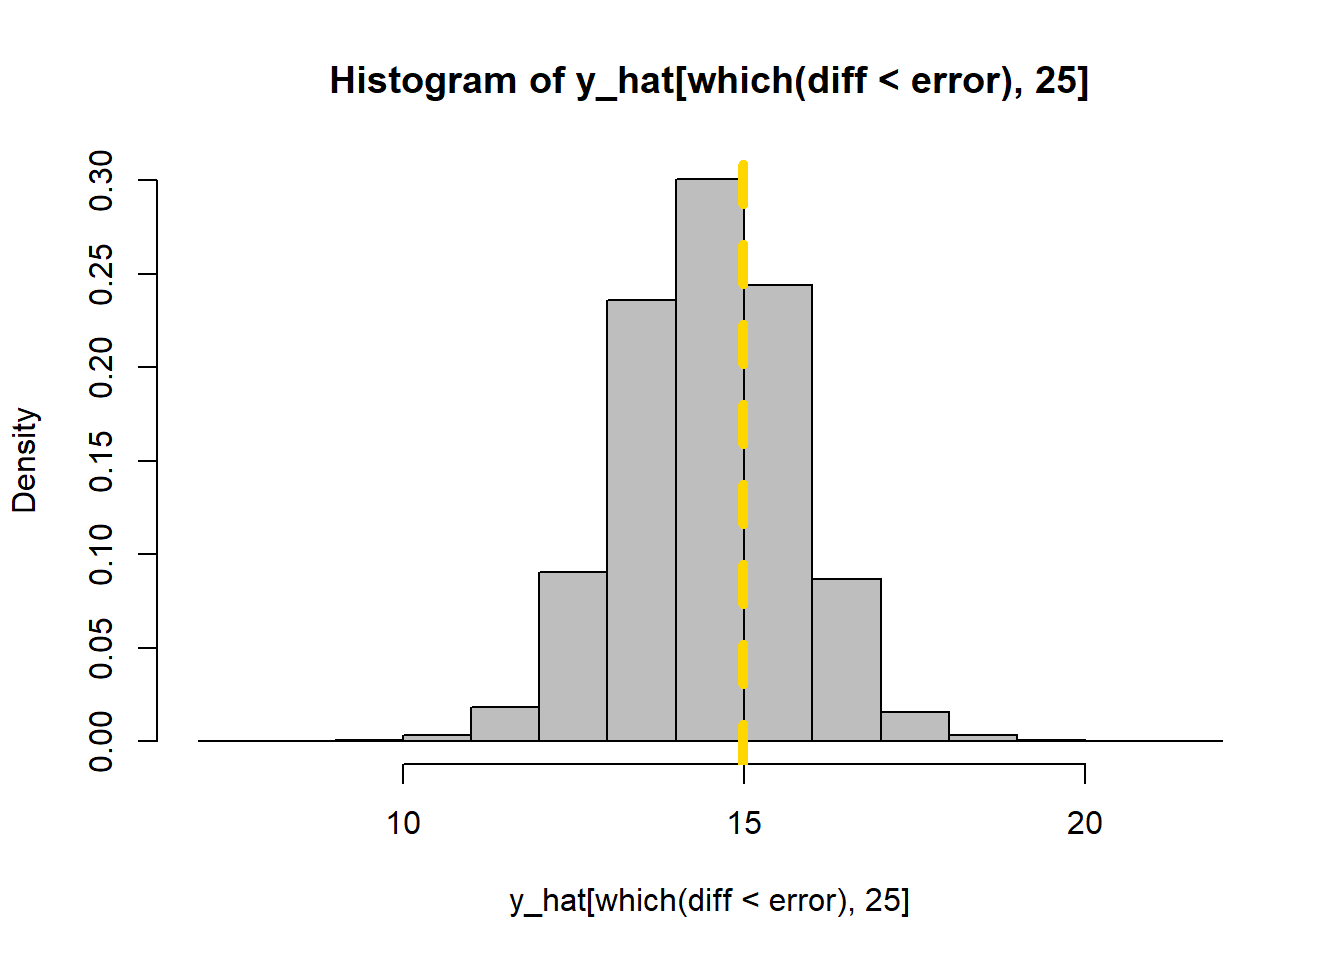 Histogram of y_hat[which(diff < error), 25]
Density
0.30
0.25
0.20
0.15
0.10
0.05
0.00
10 15 20
y_hat[which(diff < error), 25]